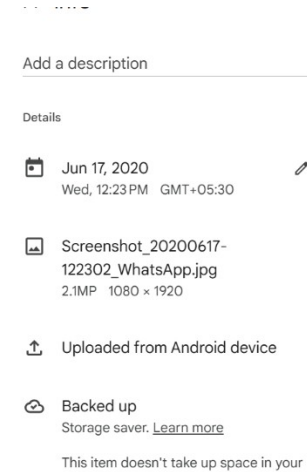 Add a description
Details
Jun 17, 2020
Wed, 12:23 PM GMT+05:30
Screenshot_20200617-
122302_WhatsApp.jpg
2.1MP 1080 × 1920
Uploaded from Android device
Backed up
Storage saver. Learn more
This item doesn't take up space in your